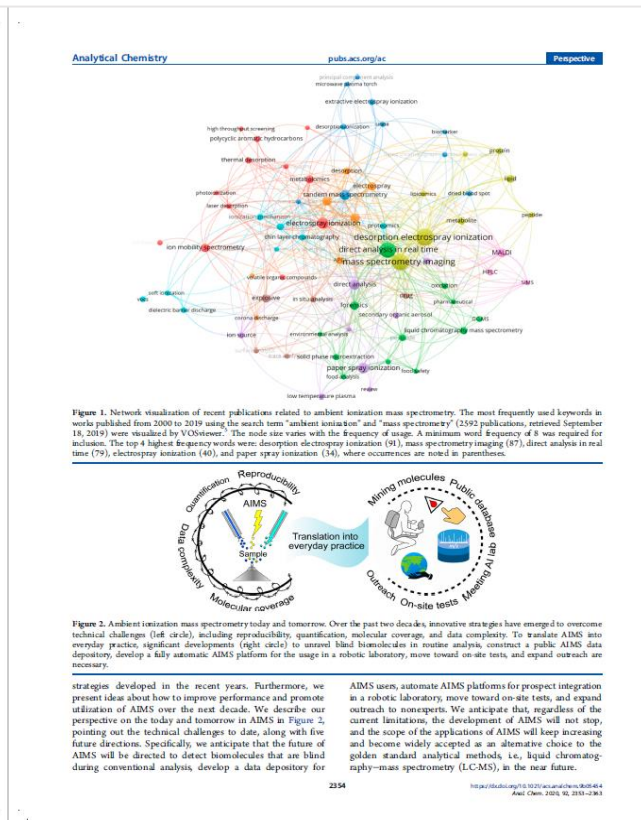 Analytical Chemistry
pubs.acs.org/ac
Perspective
principal component analysis
microwave plasma torch
extractive electrospray ionization
desorption ionization
urine
biomarker
high-throughput screening
polycyclic aromatic hydrocarbons
protein
thermal desorption
desorption
metabolomics
electrospray
lipid
photoionization
tandem mass spectrometry
lipidomics
dried blood spot
laser desorption
ionization mechanism
electrospray ionization
proteomics
metabolite
peptide
thin layer chromatography
desorption electrospray ionization
ion mobility spectrometry
direct analysis in real time
mass spectrometry imaging
MALDI
HPLC
volatile organic compounds
direct analysis
oxidation
SIMS
soft ionization
explosive
in situ analysis
drug
pharmaceutical
dielectric barrier discharge
forensics
secondary organic aerosol
corona discharge
ion source
environmental analysis
liquid chromatography mass spectrometry
solid phase microextraction
paper spray ionization
food safety
food analysis
review
low temperature plasma
Figure 1. Network visualization of recent publications related to ambient ionization mass spectrometry. The most frequently used keywords in
works published from 2000 to 2019 using the search term “ambient ionization” and “mass spectrometry” (2592 publications, retrieved September
18, 2019) were visualized by VOSviewer. The node size varies with the frequency of usage. A minimum word frequency of 8 was required for
inclusion. The top 4 highest frequency words were: desorption electrospray ionization (91), mass spectrometry imaging (87), direct analysis in real
time (79), electrospray ionization (40), and paper spray ionization (34), where occurrences are noted in parentheses.
Quantification
Reproducibility
Data complexity
Molecular coverage
AIMS
Sample
Translation into
everyday practice
Mining molecules
Public database
Meeting AI lab
On-site tests
Outreach
Figure 2. Ambient ionization mass spectrometry today and tomorrow. Over the past two decades, innovative strategies have emerged to overcome
technical challenges (left circle), including reproducibility, quantification, molecular coverage, and data complexity. To translate AIMS into
everyday practice, significant developments (right circle) to unravel blind biomolecules in routine analysis, construct a public AIMS data
depository, develop a fully automatic AIMS platform for the usage in a robotic laboratory, move toward on-site tests, and expand outreach are
necessary.
strategies developed in the recent years. Furthermore, we
present ideas about how to improve performance and promote
utilization of AIMS over the next decade. We describe our
perspective on the today and tomorrow in AIMS in Figure 2,
pointing out the technical challenges to date, along with five
future directions. Specifically, we anticipate that the future of
AIMS will be directed to detect biomolecules that are blind
during conventional analysis, develop a data depository for
AIMS users, automate AIMS platforms for prospect integration
in a robotic laboratory, move toward on-site tests, and expand
outreach to nonexperts. We anticipate that, regardless of the
current limitations, the development of AIMS will not stop,
and the scope of the applications of AIMS will keep increasing
and become widely accepted as an alternative choice to the
golden standard analytical methods, i.e., liquid chromatog-
raphy−mass spectrometry (LC-MS), in the near future.
2354
https://dx.doi.org/10.1021/acs.analchem.9b05454
Anal. Chem. 2020, 92, 2353−2363